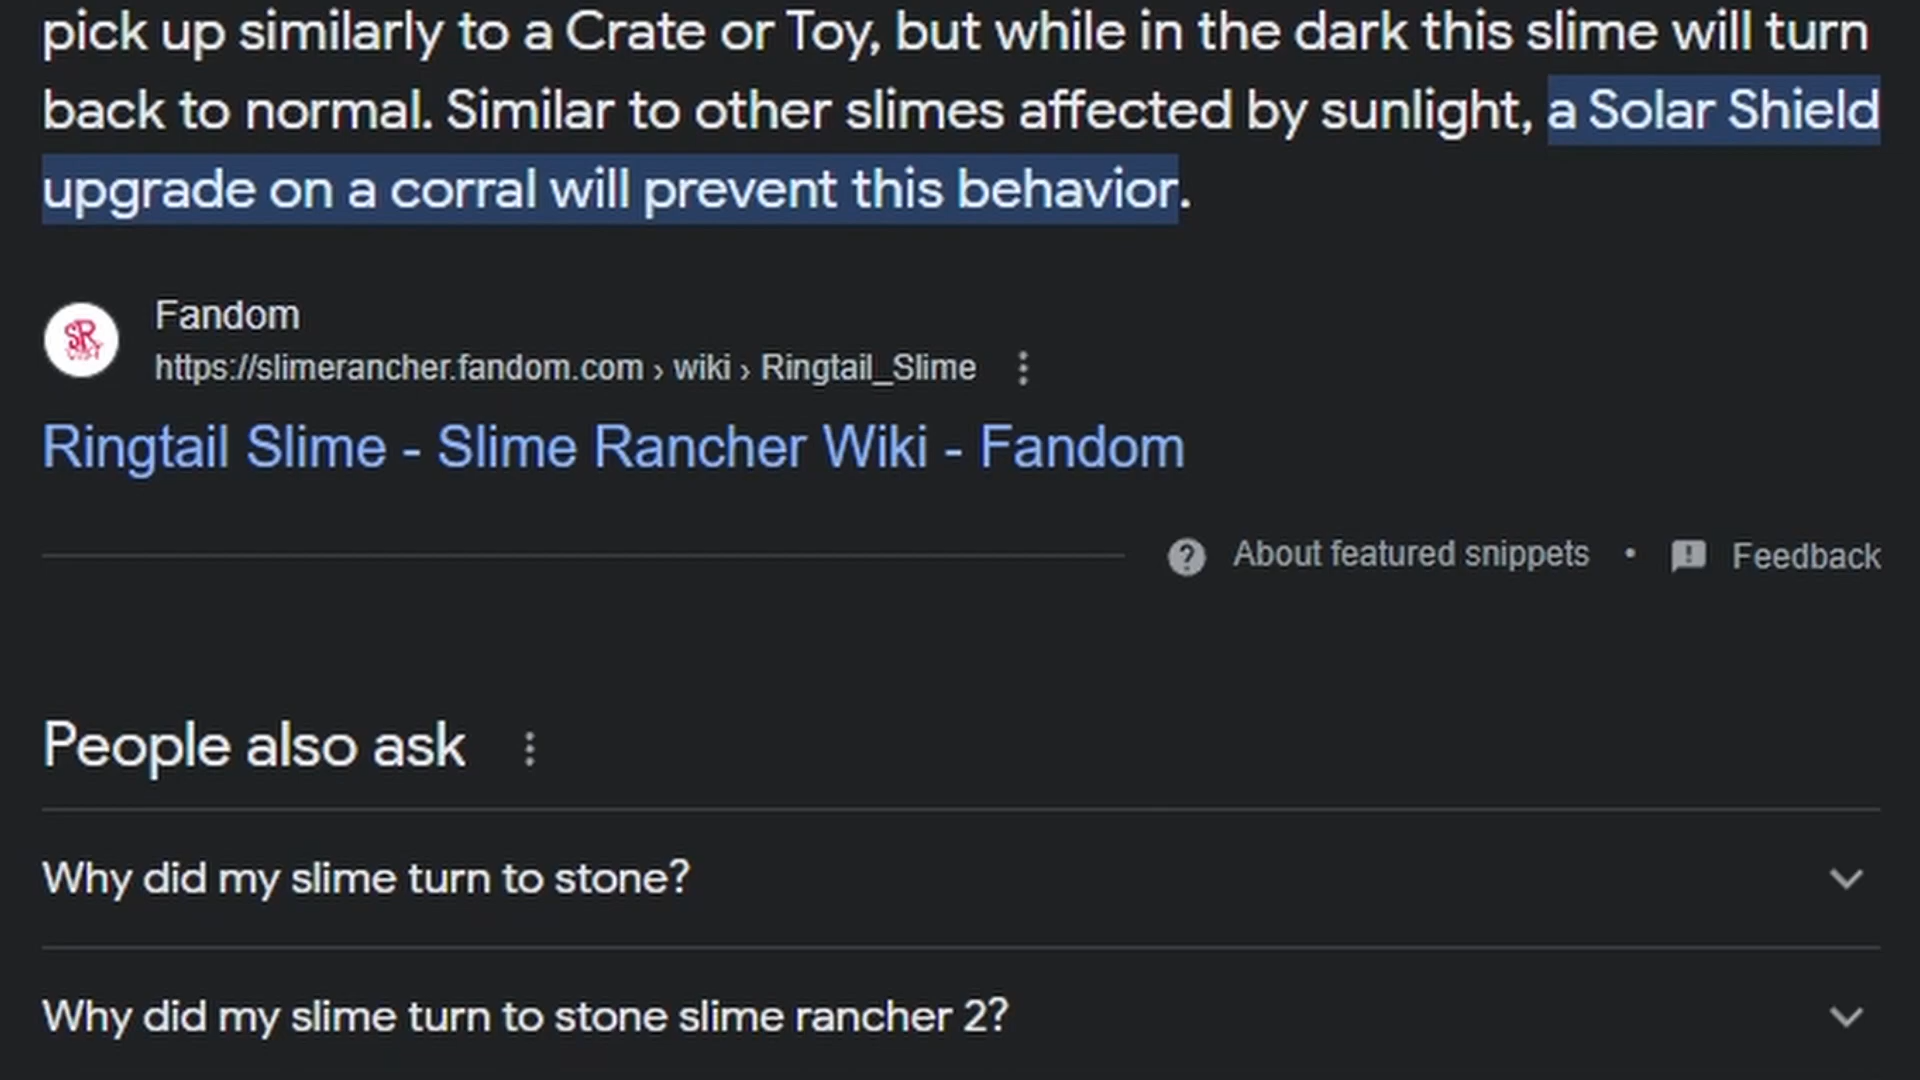 pick up similarly to a Crate or Toy, but while in the dark this slime will turn
back to normal. Similar to other slimes affected by sunlight, a Solar Shield
upgrade on a corral will prevent this behavior.
Fandom
https://slimerancher.fandom.com › wiki › Ringtail_Slime
Ringtail Slime - Slime Rancher Wiki - Fandom
About featured snippets • Feedback
People also ask
Why did my slime turn to stone?
Why did my slime turn to stone slime rancher 2?